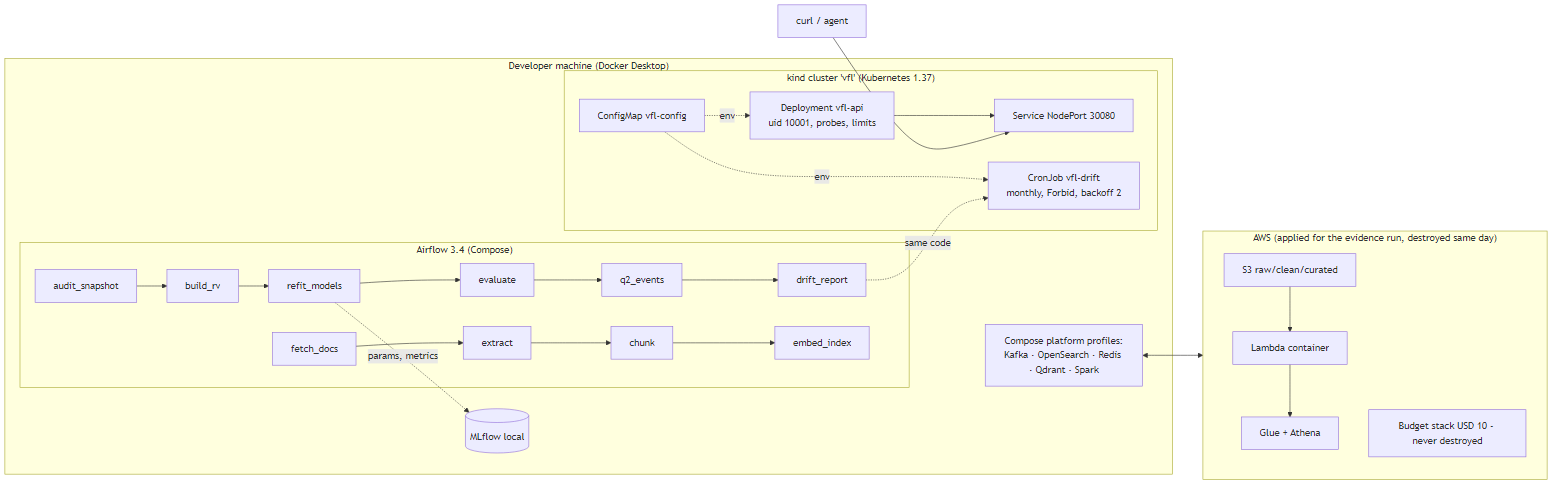 curl / agent
Developer machine (Docker Desktop)
kind cluster 'vfl' (Kubernetes 1.37)
ConfigMap vfl-config
env
Deployment vfl-api
uid 10001, probes, limits
Service NodePort 30080
env
CronJob vfl-drift
monthly, Forbid, backoff 2
Airflow 3.4 (Compose)
same code
audit_snapshot
build_rv
refit_models
evaluate
q2_events
drift_report
fetch_docs
params, metrics
extract
chunk
embed_index
MLflow local
Compose platform profiles:
Kafka · OpenSearch · Redis
· Qdrant · Spark
AWS (applied for the evidence run, destroyed same day)
S3 raw/clean/curated
Lambda container
Glue + Athena
Budget stack USD 10 -
never destroyed